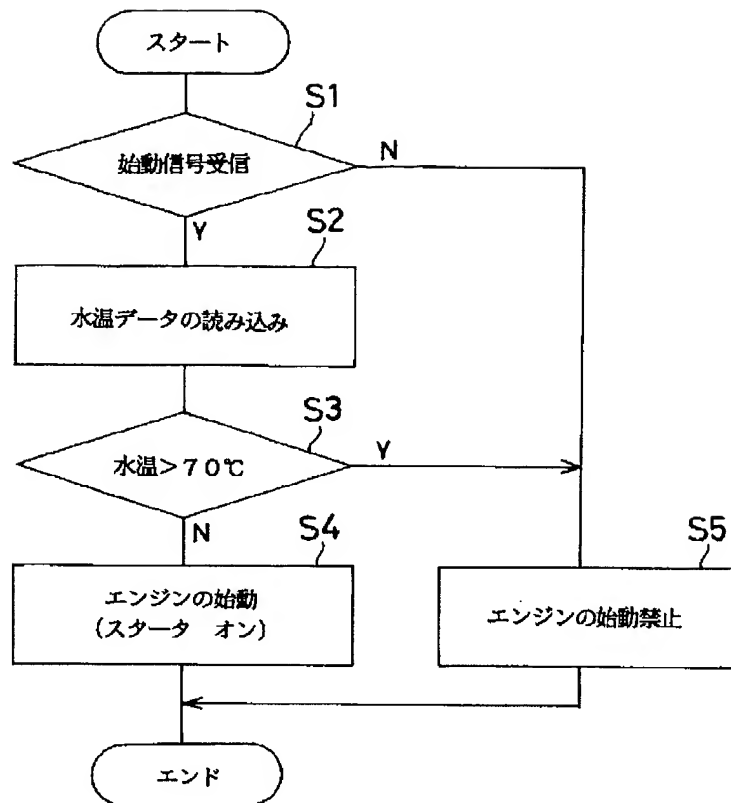 スタート
S1
始動信号受信
N
Y
S2
水温データの読み込み
S3
水温>70℃
Y
N
S4
エンジンの始動
(スタータ オン)
S5
エンジンの始動禁止
エンド